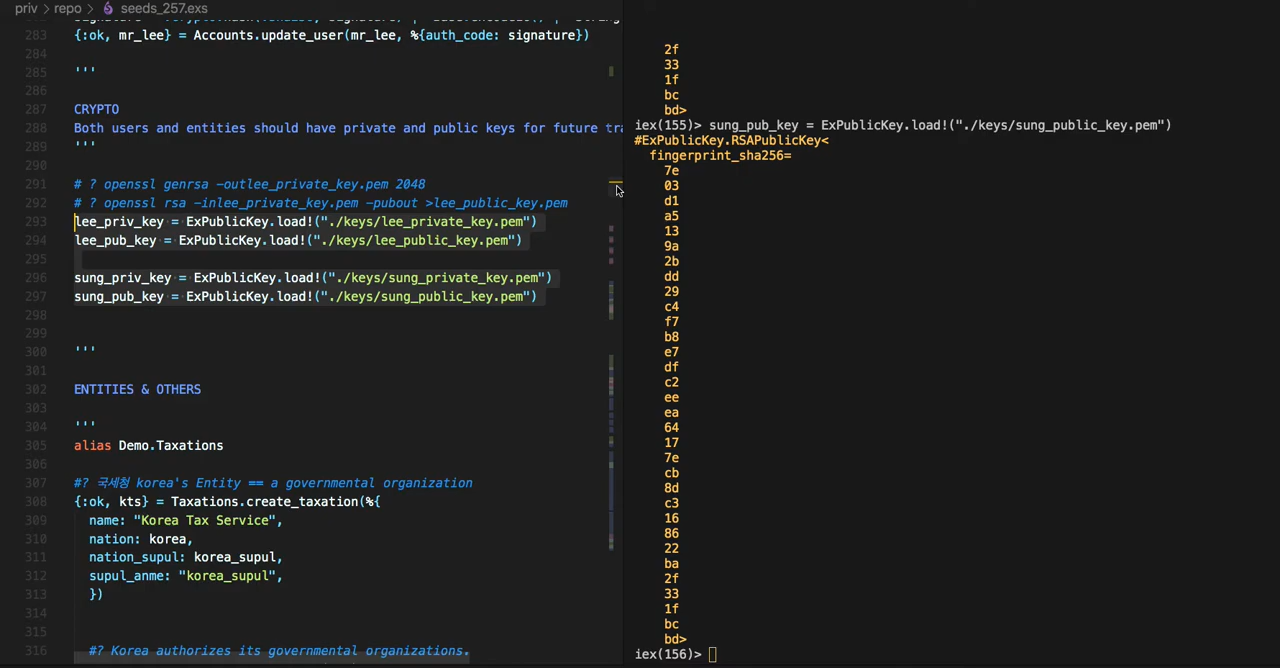 priv > repo > seeds_257.exs
283 {:ok, mr_lee} = Accounts.update_user(mr_lee, %{auth_code: signature})
284
285 '''
286
287 CRYPTO
288 Both users and entities should have private and public keys for future tra
289 '''
290
291 # ? openssl genrsa -outlee_private_key.pem 2048
292 # ? openssl rsa -inlee_private_key.pem -pubout >lee_public_key.pem
293 lee_priv_key = ExPublicKey.load!("./keys/lee_private_key.pem")
294 lee_pub_key = ExPublicKey.load!("./keys/lee_public_key.pem")
295
296 sung_priv_key = ExPublicKey.load!("./keys/sung_private_key.pem")
297 sung_pub_key = ExPublicKey.load!("./keys/sung_public_key.pem")
298
299
300 '''
301
302 ENTITIES & OTHERS
303
304 '''
305 alias Demo.Taxations
306
307 #? 국세청 korea's Entity == a governmental organization
308 {:ok, kts} = Taxations.create_taxation(%{
309 name: "Korea Tax Service",
310 nation: korea,
311 nation_supul: korea_supul,
312 supul_anme: "korea_supul",
313 })
314
315
316 #? Korea authorizes its governmental organizations.
2f
33
1f
bc
bd>
iex(155)> sung_pub_key = ExPublicKey.load!("./keys/sung_public_key.pem")
#ExPublicKey.RSAPublicKey<
fingerprint_sha256=
7e
03
d1
a5
13
9a
2b
dd
29
c4
f7
b8
e7
df
c2
ee
ea
64
17
7e
cb
8d
c3
16
86
22
ba
2f
33
1f
bc
bd>
iex(156)>